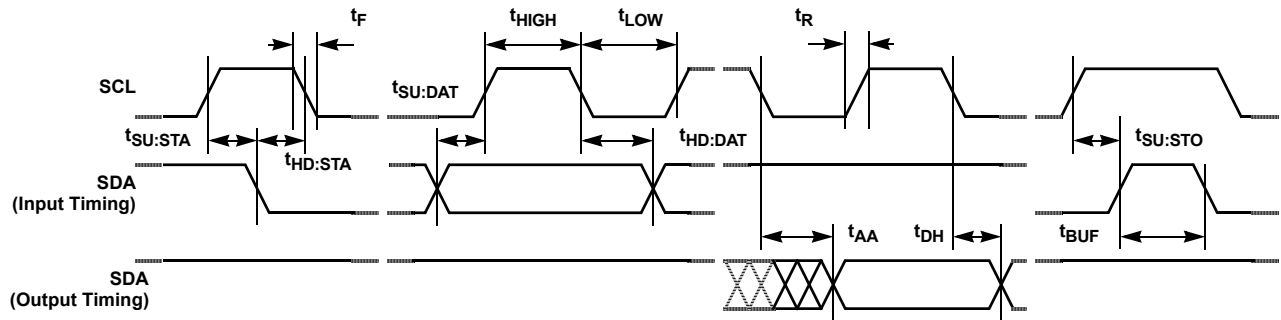 tF
tHIGH
tLOW
tR
SCL
tSU:DAT
tSU:STA
tHD:STA
tHD:DAT
tSU:STO
SDA
(Input Timing)
tAA
tDH
tBUF
SDA
(Output Timing)